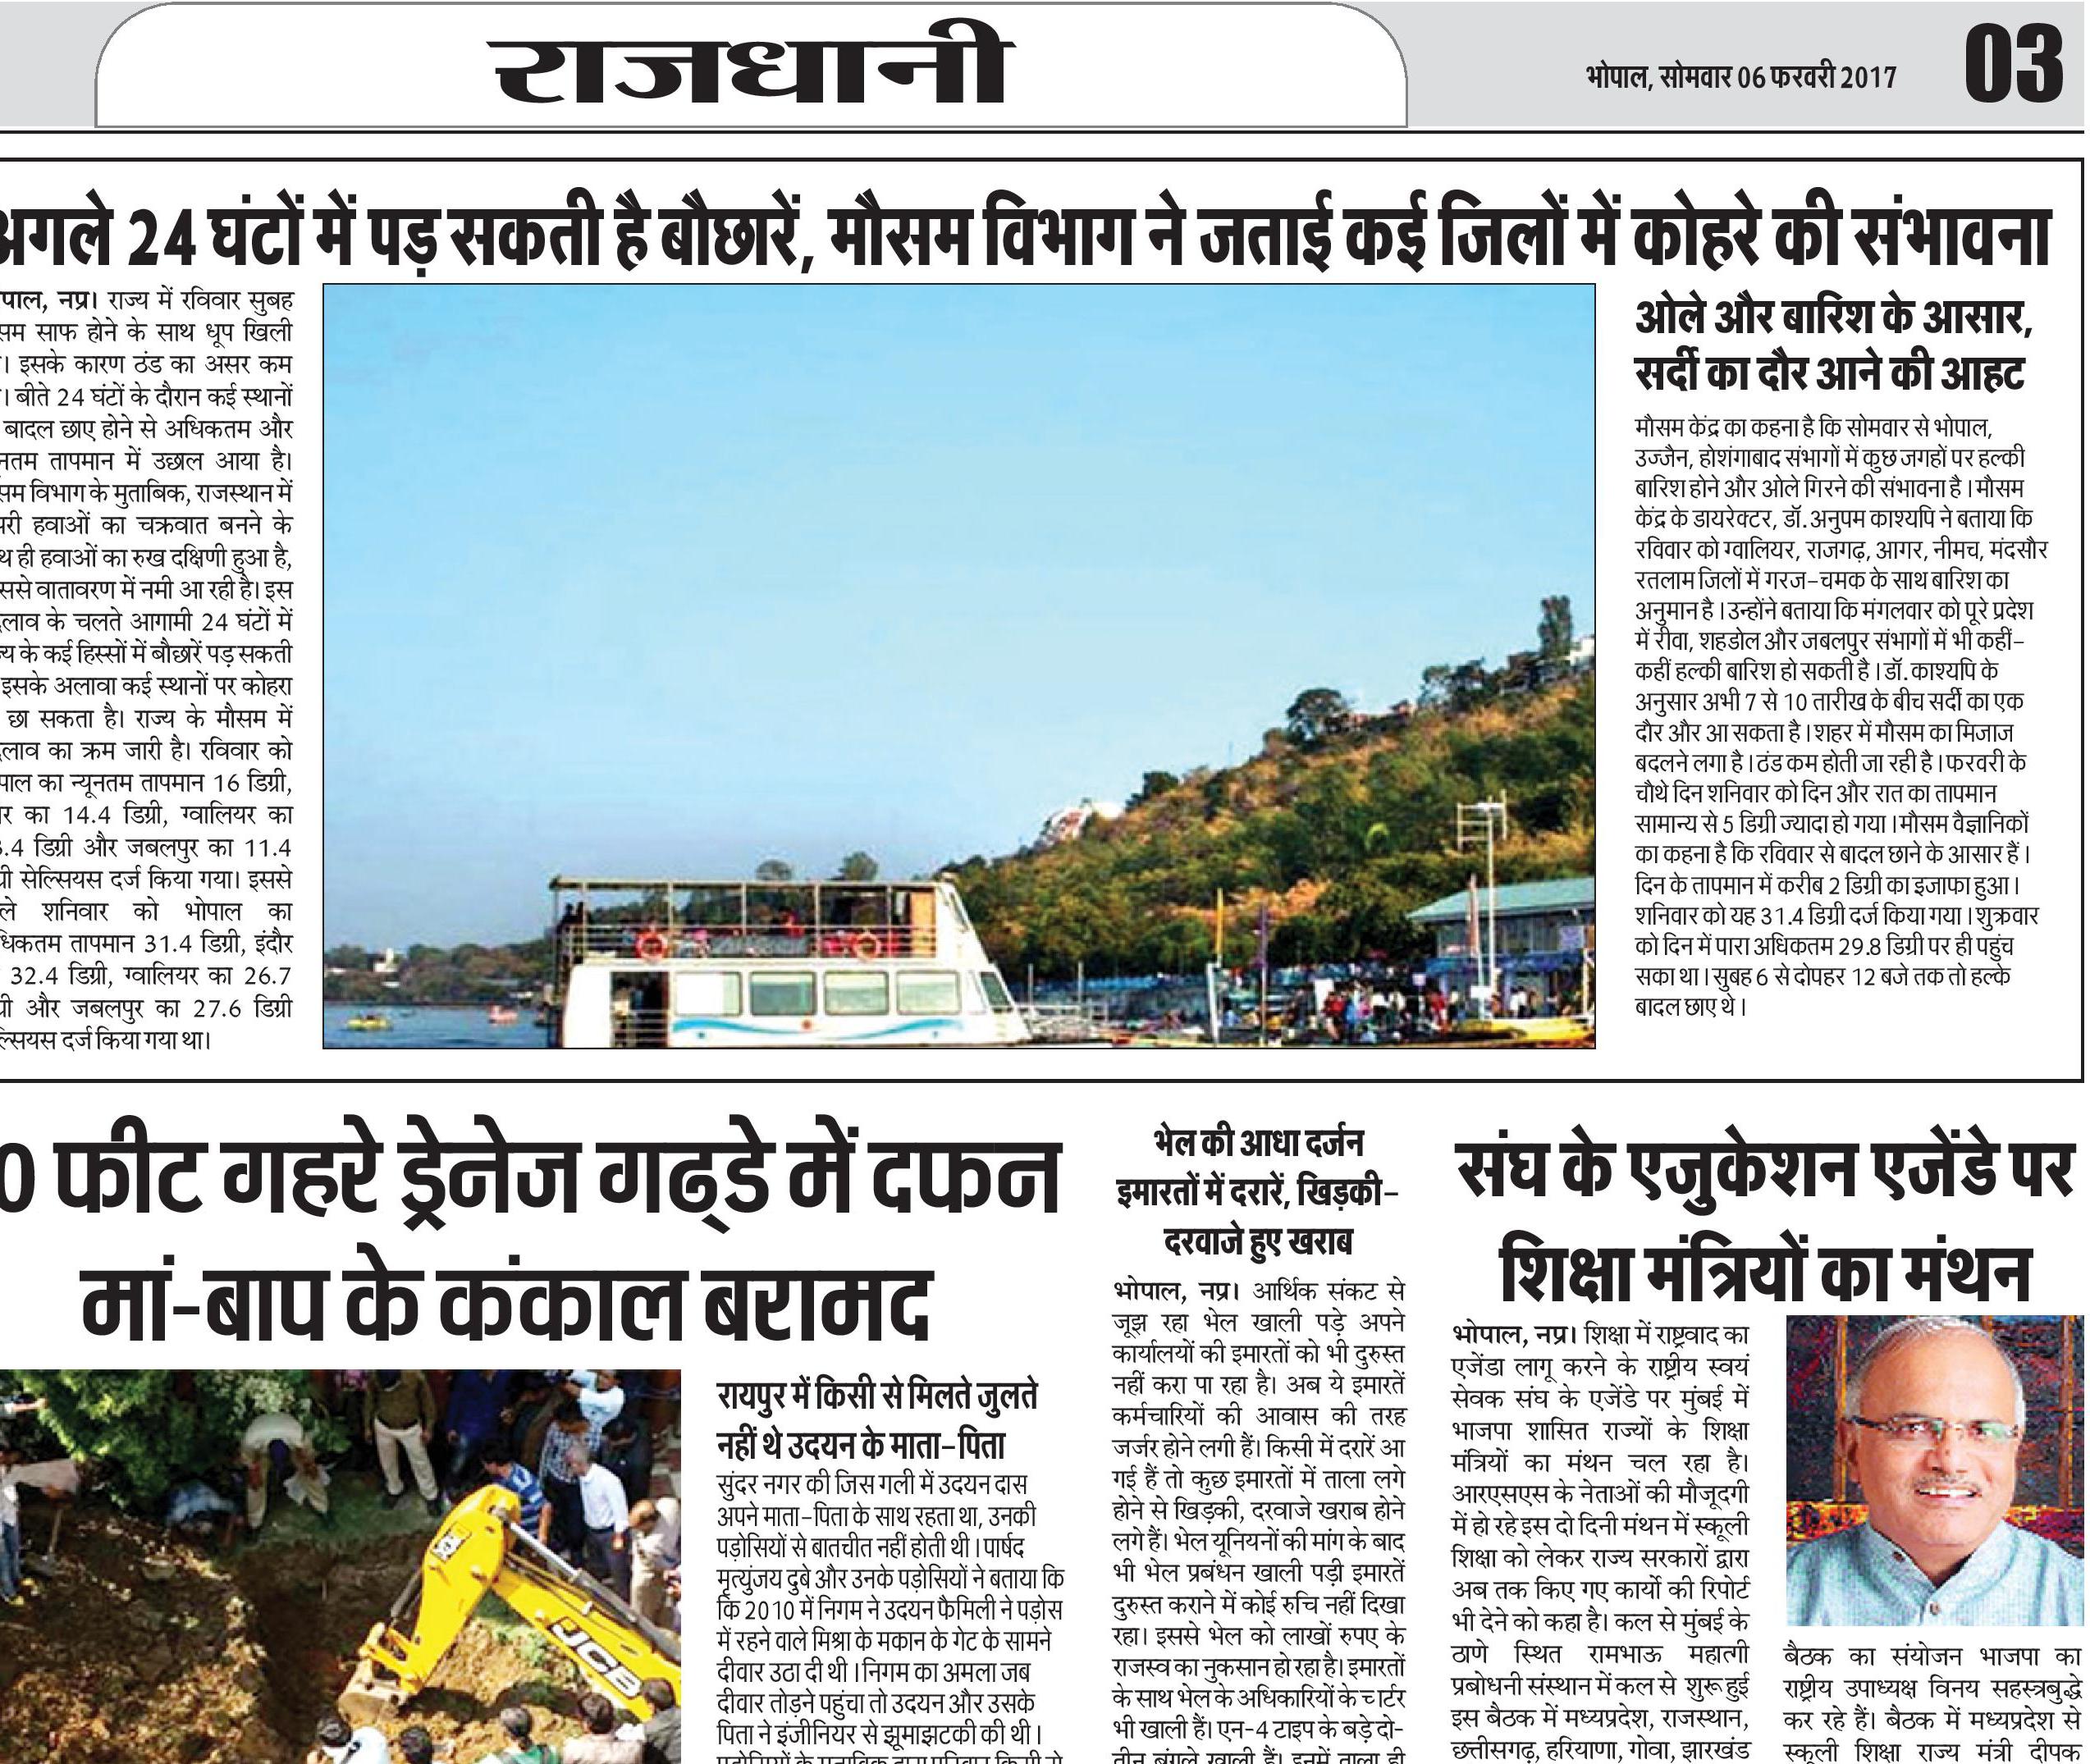 राजधानी
भोपाल, सोमवार 06 फरवरी 2017
03
अगले 24 घंटों में पड़ सकती है बौछारें, मौसम विभाग ने जताई कई जिलों में कोहरे की संभावना
नप्र। राज्य में रविवार सुबह
साफ होने के साथ धूप खिली
इसके कारण ठंड का असर कम
। बीते 24 घंटों के दौरान कई स्थानों
बादल छाए होने से अधिकतम और
तापमान में उछाल आया है।
विभाग के मुताबिक, राजस्थान में
हवाओं का चक्रवात बनने के
ही हवाओं का रुख दक्षिणी हुआ है,
वातावरण में नमी आ रही है। इस
के चलते आगामी 24 घंटों में
के कई हिस्सों में बौछारें पड़ सकती
इसके अलावा कई स्थानों पर कोहरा
छा सकता है। राज्य के मौसम में
का क्रम जारी है। रविवार को
का न्यूनतम तापमान 16 डिग्री,
का 14.4 डिग्री, ग्वालियर का
.4 डिग्री और जबलपुर का 11.4
सेल्सियस दर्ज किया गया। इससे
शनिवार को भोपाल का
तापमान 31.4 डिग्री, इंदौर
32.4 डिग्री, ग्वालियर का 26.7
और जबलपुर का 27.6 डिग्री
दर्ज किया गया था।
ओले और बारिश के आसार,
सर्दी का दौर आने की आहट
मौसम केंद्र का कहना है कि सोमवार से भोपाल,
उज्जैन, होशंगाबाद संभागों में कुछ जगहों पर हल्की
बारिश होने और ओले गिरने की संभावना है। मौसम
केंद्र के डायरेक्टर, डॉ. अनुपम काश्यपि ने बताया कि
रविवार को ग्वालियर, राजगढ़, आगर, नीमच, मंदसौर
रतलाम जिलों में गरज-चमक के साथ बारिश का
अनुमान है। उन्होंने बताया कि मंगलवार को पूरे प्रदेश
में रीवा, शहडोल और जबलपुर संभागों में भी कहीं-
कहीं हल्की बारिश हो सकती है। डॉ. काश्यपि के
अनुसार अभी 7 से 10 तारीख के बीच सर्दी का एक
दौर और आ सकता है। शहर में मौसम का मिजाज
बदलने लगा है। ठंड कम होती जा रही है। फरवरी के
चौथे दिन शनिवार को दिन और रात का तापमान
सामान्य से 5 डिग्री ज्यादा हो गया। मौसम वैज्ञानिकों
का कहना है कि रविवार से बादल छाने के आसार हैं।
दिन के तापमान में करीब 2 डिग्री का इजाफा हुआ।
शनिवार को यह 31.4 डिग्री दर्ज किया गया। शुक्रवार
को दिन में पारा अधिकतम 29.8 डिग्री पर ही पहुंच
सका था। सुबह 6 से दोपहर 12 बजे तक तो हल्के
बादल छाए थे।
0 फीट गहरे ड्रेनेज गढ्डे में दफन
मां-बाप के कंकाल बरामद
JCB
JCB
रायपुर में किसी से मिलते जुलते
नहीं थे उदयन के माता-पिता
सुंदर नगर की जिस गली में उदयन दास
अपने माता-पिता के साथ रहता था, उनकी
पड़ोसियों से बातचीत नहीं होती थी। पार्षद
मृत्युंजय दुबे और उनके पड़ोसियों ने बताया कि
कि 2010 में निगम ने उदयन फैमिली ने पड़ोस
में रहने वाले मिश्रा के मकान के गेट के सामने
दीवार उठा दी थी। निगम का अमला जब
दीवार तोड़ने पहुंचा तो उदयन और उसके
पिता ने इंजीनियर से झूमाझटकी की थी।
भेल की आधा दर्जन
इमारतों में दरारें, खिड़की-
दरवाजे हुए खराब
भोपाल, नप्र। आर्थिक संकट से
जूझ रहा भेल खाली पड़े अपने
कार्यालयों की इमारतों को भी दुरुस्त
नहीं करा पा रहा है। अब ये इमारतें
कर्मचारियों की आवास की तरह
जर्जर होने लगी हैं। किसी में दरारें आ
गई हैं तो कुछ इमारतों में ताला लगे
होने से खिड़की, दरवाजे खराब होने
लगे हैं। भेल यूनियनों की मांग के बाद
भी भेल प्रबंधन खाली पड़ी इमारतें
दुरुस्त कराने में कोई रुचि नहीं दिखा
रहा। इससे भेल को लाखों रुपए के
राजस्व का नुकसान हो रहा है। इमारतों
के साथ भेल के अधिकारियों के चार्टर
भी खाली हैं। एन-4 टाइप के बड़े दो-
तीन बंगले खाली हैं। इनमें ताला ही
संघ के एजुकेशन एजेंडे पर
शिक्षा मंत्रियों का मंथन
भोपाल, नप्र। शिक्षा में राष्ट्रवाद का
एजेंडा लागू करने के राष्ट्रीय स्वयं
सेवक संघ के एजेंडे पर मुंबई में
भाजपा शासित राज्यों के शिक्षा
मंत्रियों का मंथन चल रहा है।
आरएसएस के नेताओं की मौजूदगी
में हो रहे इस दो दिनी मंथन में स्कूली
शिक्षा को लेकर राज्य सरकारों द्वारा
अब तक किए गए कार्यो की रिपोर्ट
भी देने को कहा है। कल से मुंबई के
ठाणे स्थित रामभाऊ महात्गी
प्रबोधनी संस्थान में कल से शुरू हुई
इस बैठक में मध्यप्रदेश, राजस्थान,
छत्तीसगढ़, हरियाणा, गोवा, झारखंड
बैठक का संयोजन भाजपा का
राष्ट्रीय उपाध्यक्ष विनय सहस्त्रबुद्धे
कर रहे हैं। बैठक में मध्यप्रदेश से
स्कूली शिक्षा राज्य मंत्री दीपक